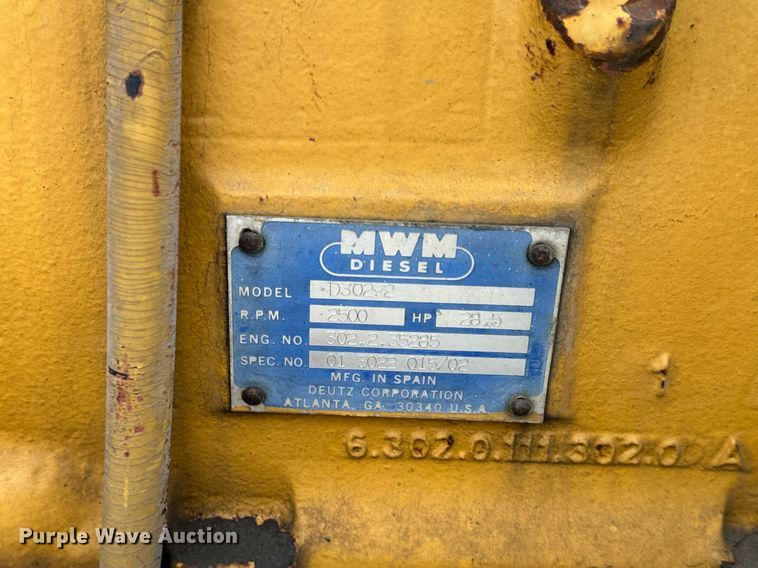 MWM
DIESEL
MODEL D302-2
R.P.M. 2500 HP 28.5
ENG. NO. 302.2.35285
SPEC. NO. 01 3022 015/02
MFG. IN SPAIN
DEUTZ CORPORATION
ATLANTA, GA. 30340 U.S.A.
1
6.302.0.111.302.0 A
Purple Wave Auction